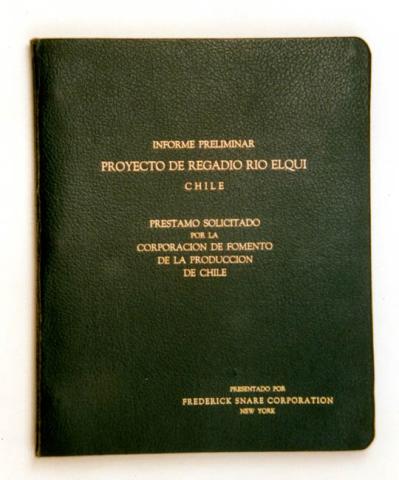 INFORME PRELIMINAR
PROYECTO DE REGADIO RIO ELQUI
CHILE
PRESTAMO SOLICITADO
POR LA
CORPORACION DE FOMENTO
DE LA PRODUCCION
DE CHILE
PRESENTADO POR
FREDERICK SNARE CORPORATION
NEW YORK